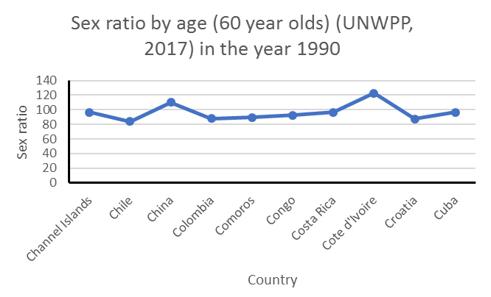 Sex ratio by age (60 year olds) (UNWPP,
2017) in the year 1990
140
120
100
80
60
40
20
0
Sex ratio
Channel Islands
Chile
China
Colombia
Comoros
Congo
Costa Rica
Cote d'Ivoire
Croatia
Cuba
Country